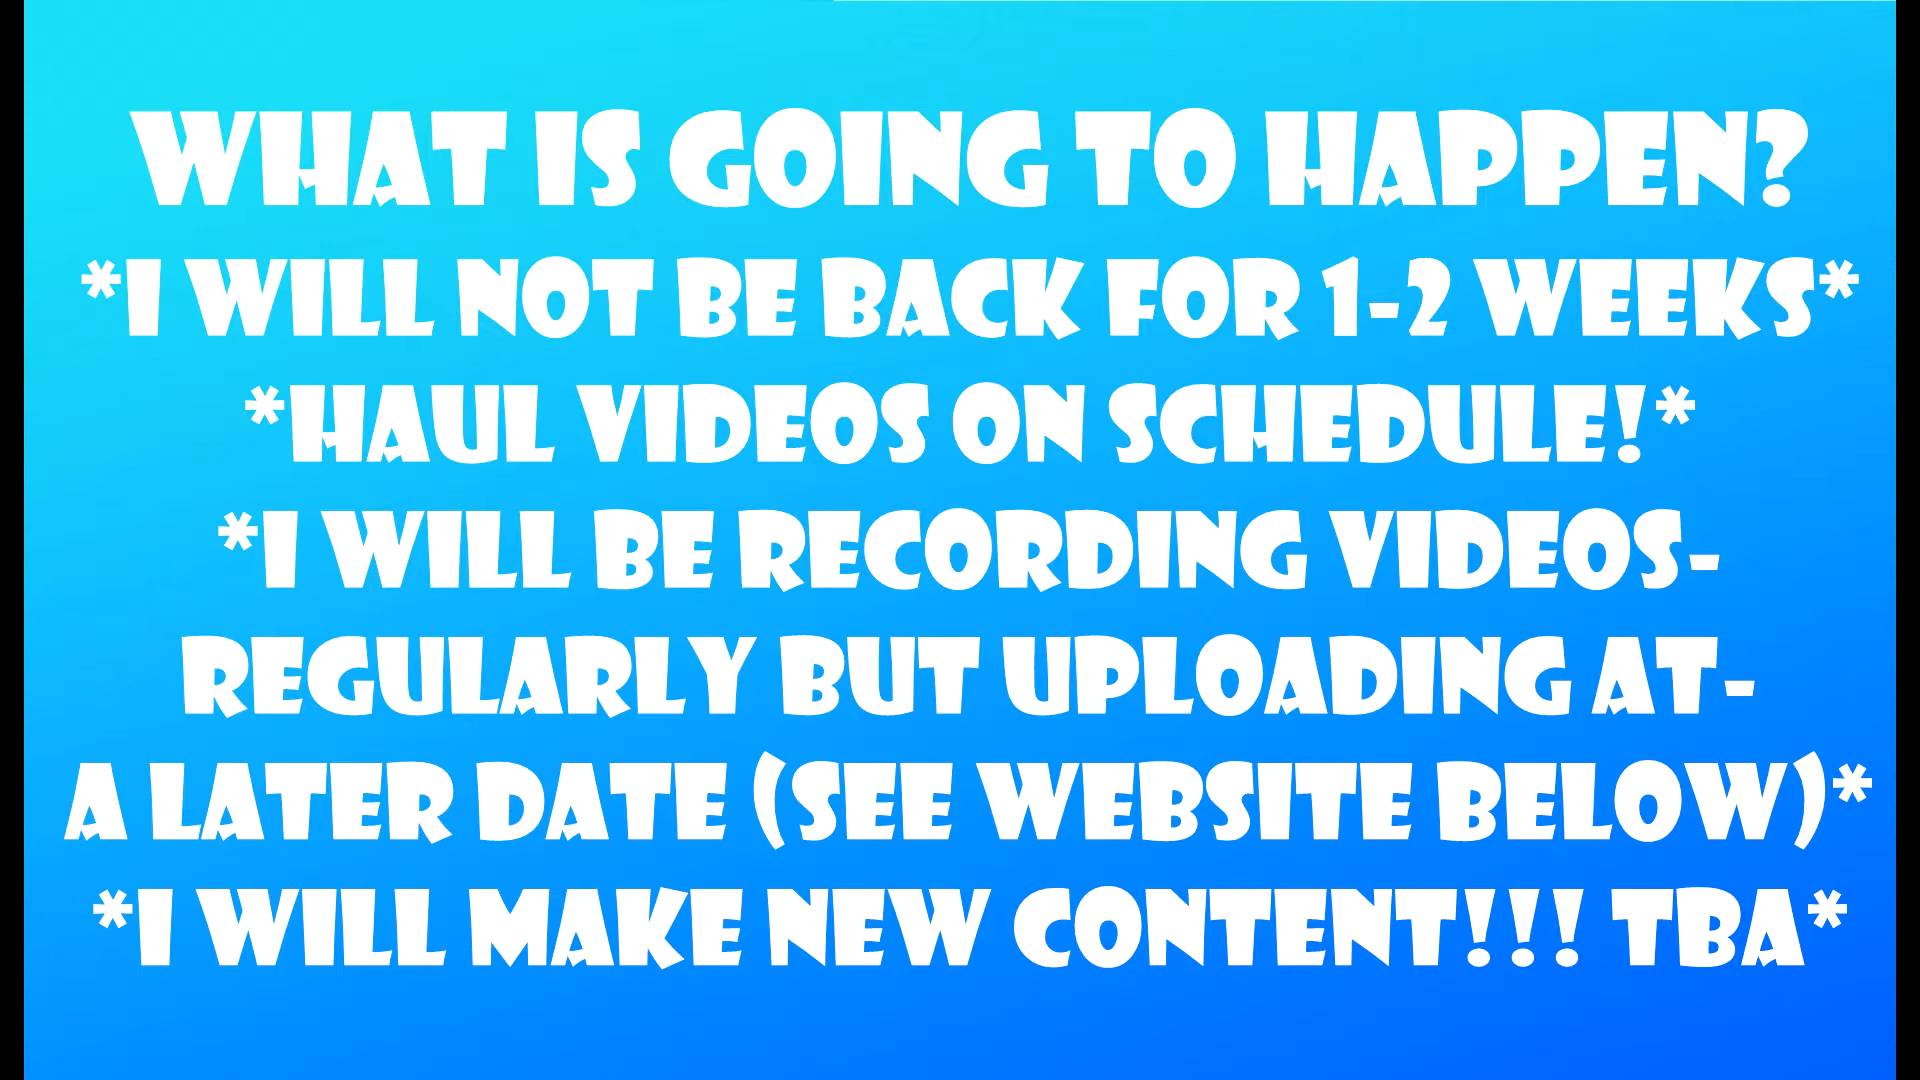 WHAT IS GOING TO HAPPEN?
*I WILL NOT BE BACK FOR 1-2 WEEKS*
*HAUL VIDEOS ON SCHEDULE!*
*I WILL BE RECORDING VIDEOS-
REGULARLY BUT UPLOADING AT-
A LATER DATE (SEE WEBSITE BELOW)*
*I WILL MAKE NEW CONTENT!!! TBA*